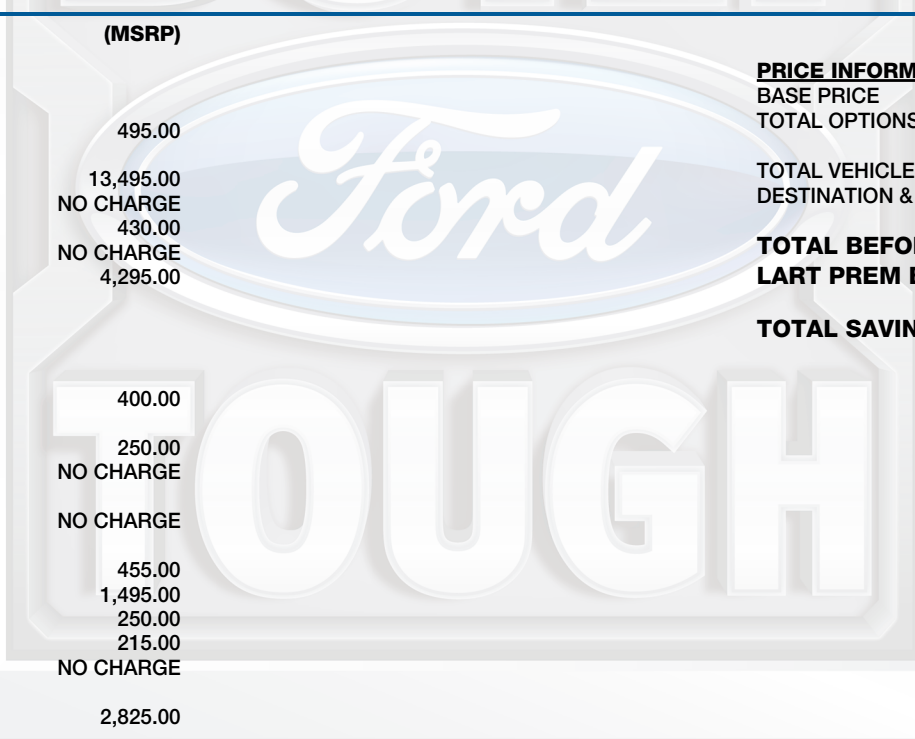 (MSRP)
495.00
13,495.00
NO CHARGE
430.00
NO CHARGE
4,295.00
400.00
250.00
NO CHARGE
NO CHARGE
455.00
1,495.00
250.00
215.00
NO CHARGE
2,825.00
PRICE INFORM
BASE PRICE
TOTAL OPTIONS
TOTAL VEHICLE
DESTINATION &
TOTAL BEFO
LART PREM
TOTAL SAVIN
Ford
TOUGH